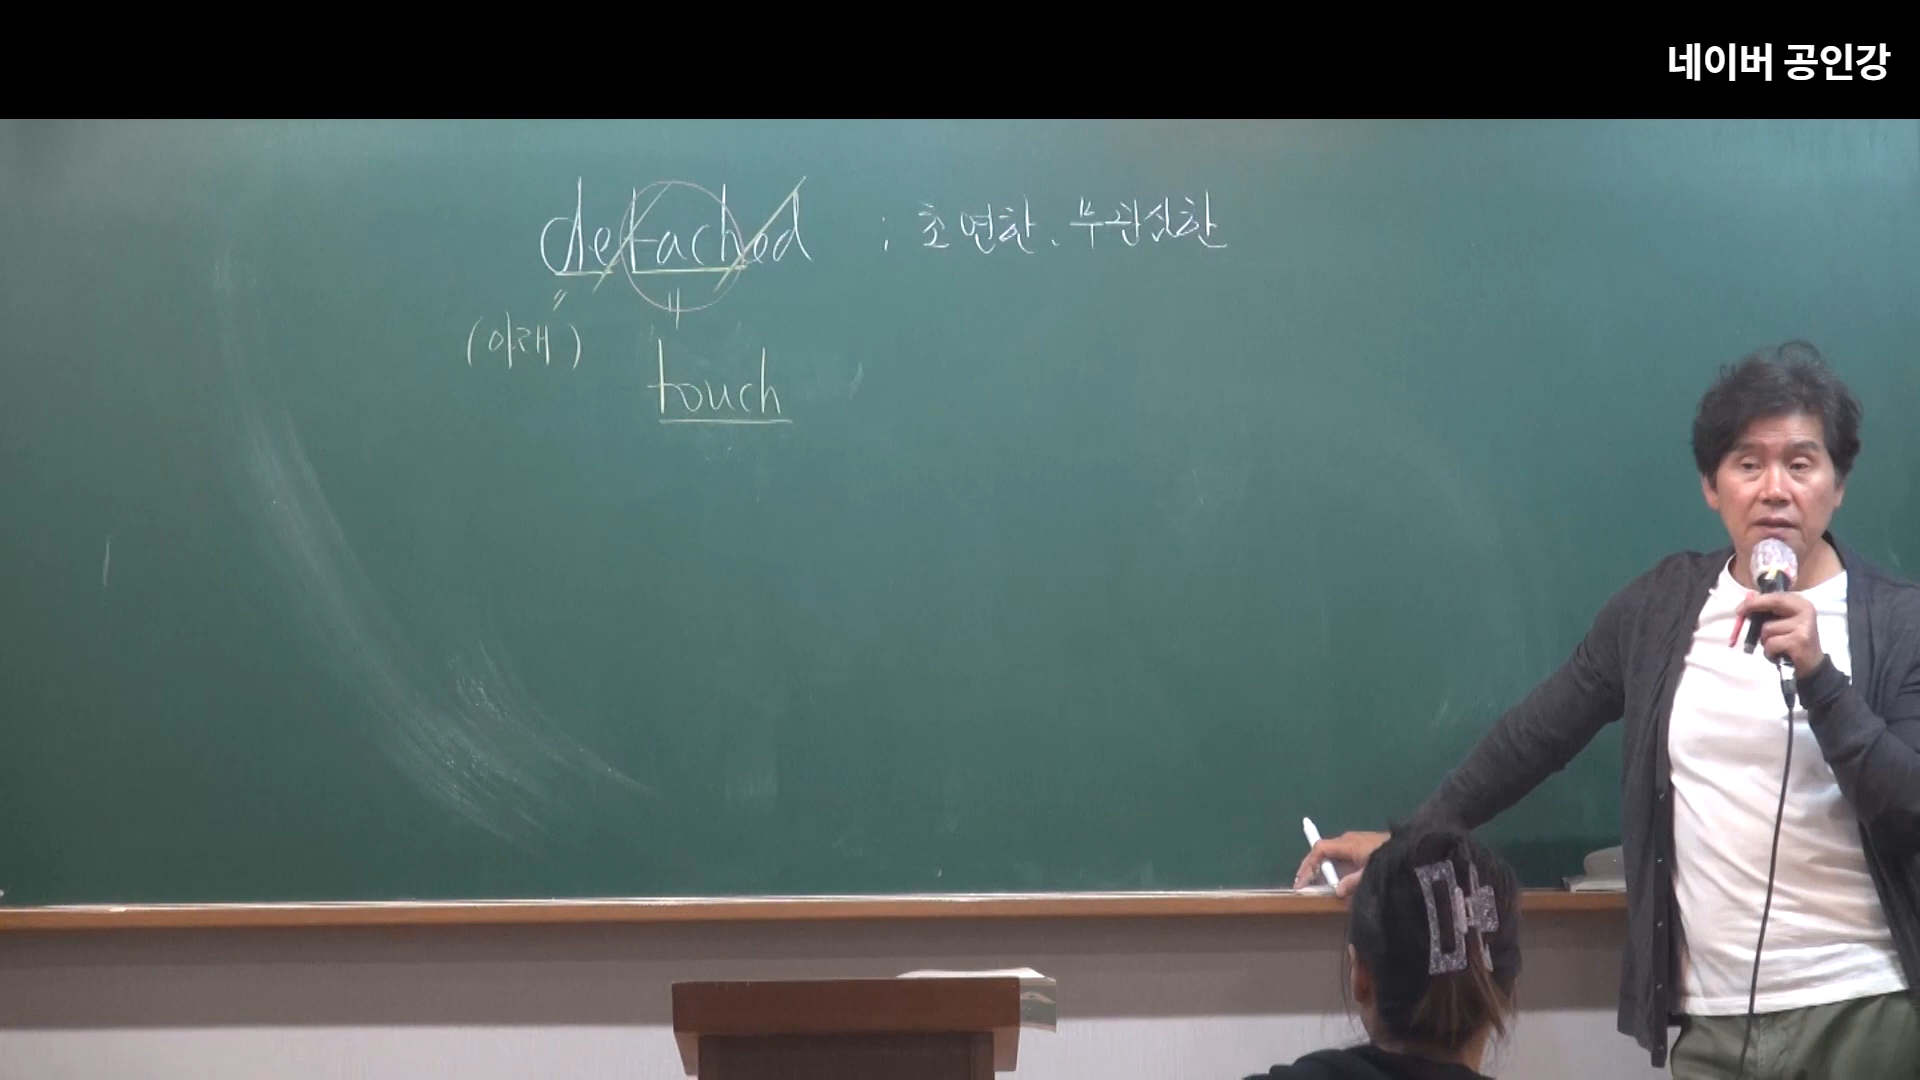 네이버 공인강
detached : 초연한. 무관심한
(아래)
touch